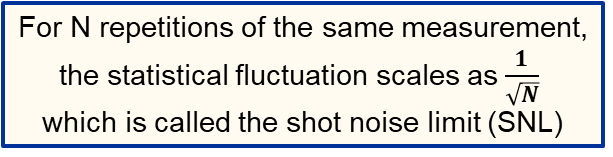 For N repetitions of the same measurement,
the statistical fluctuation scales as 1/√N
which is called the shot noise limit (SNL)